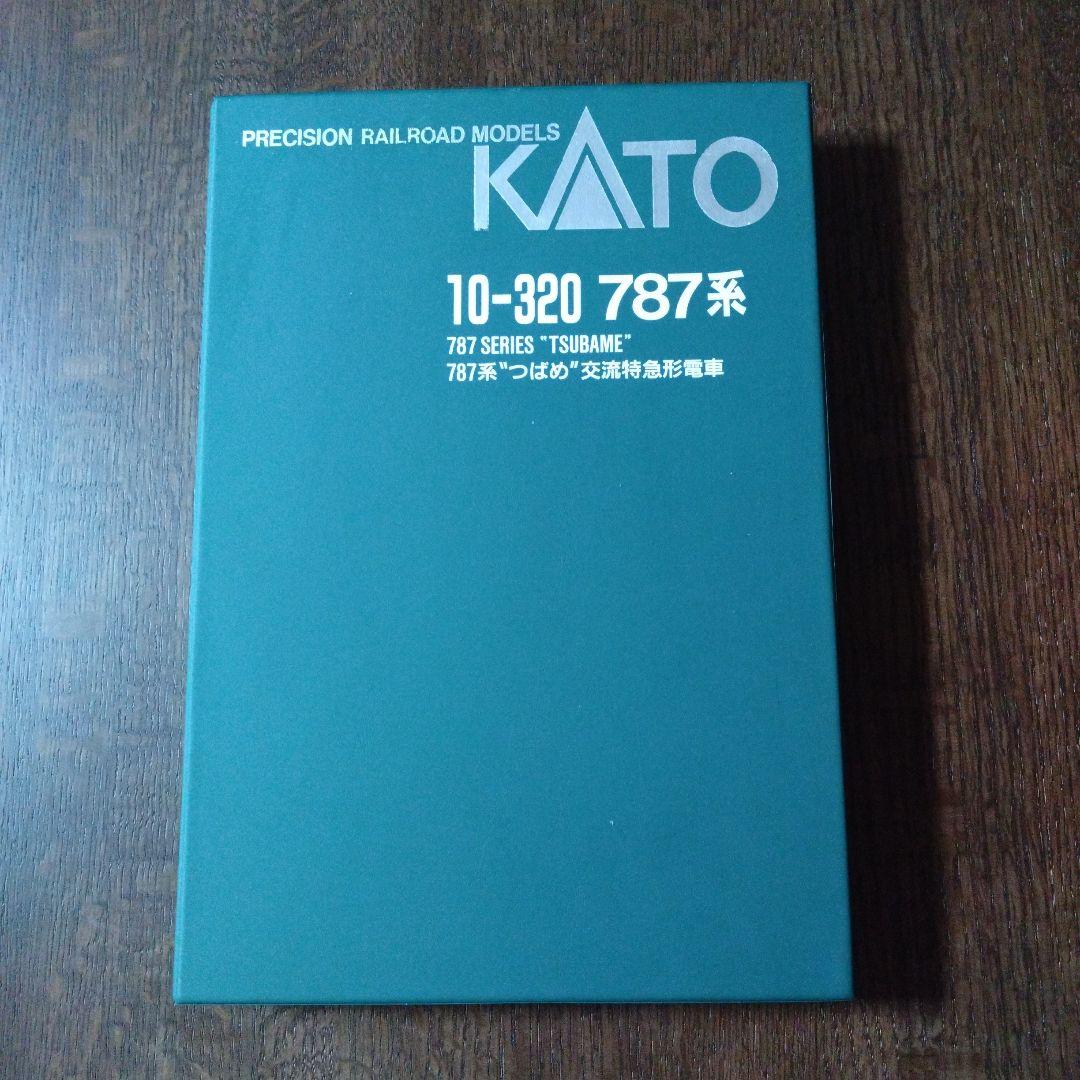 PRECISION RAILROAD MODELS
KATO
10-320 787系
787 SERIES "TSUBAME"
787系"つばめ"交流特急形電車